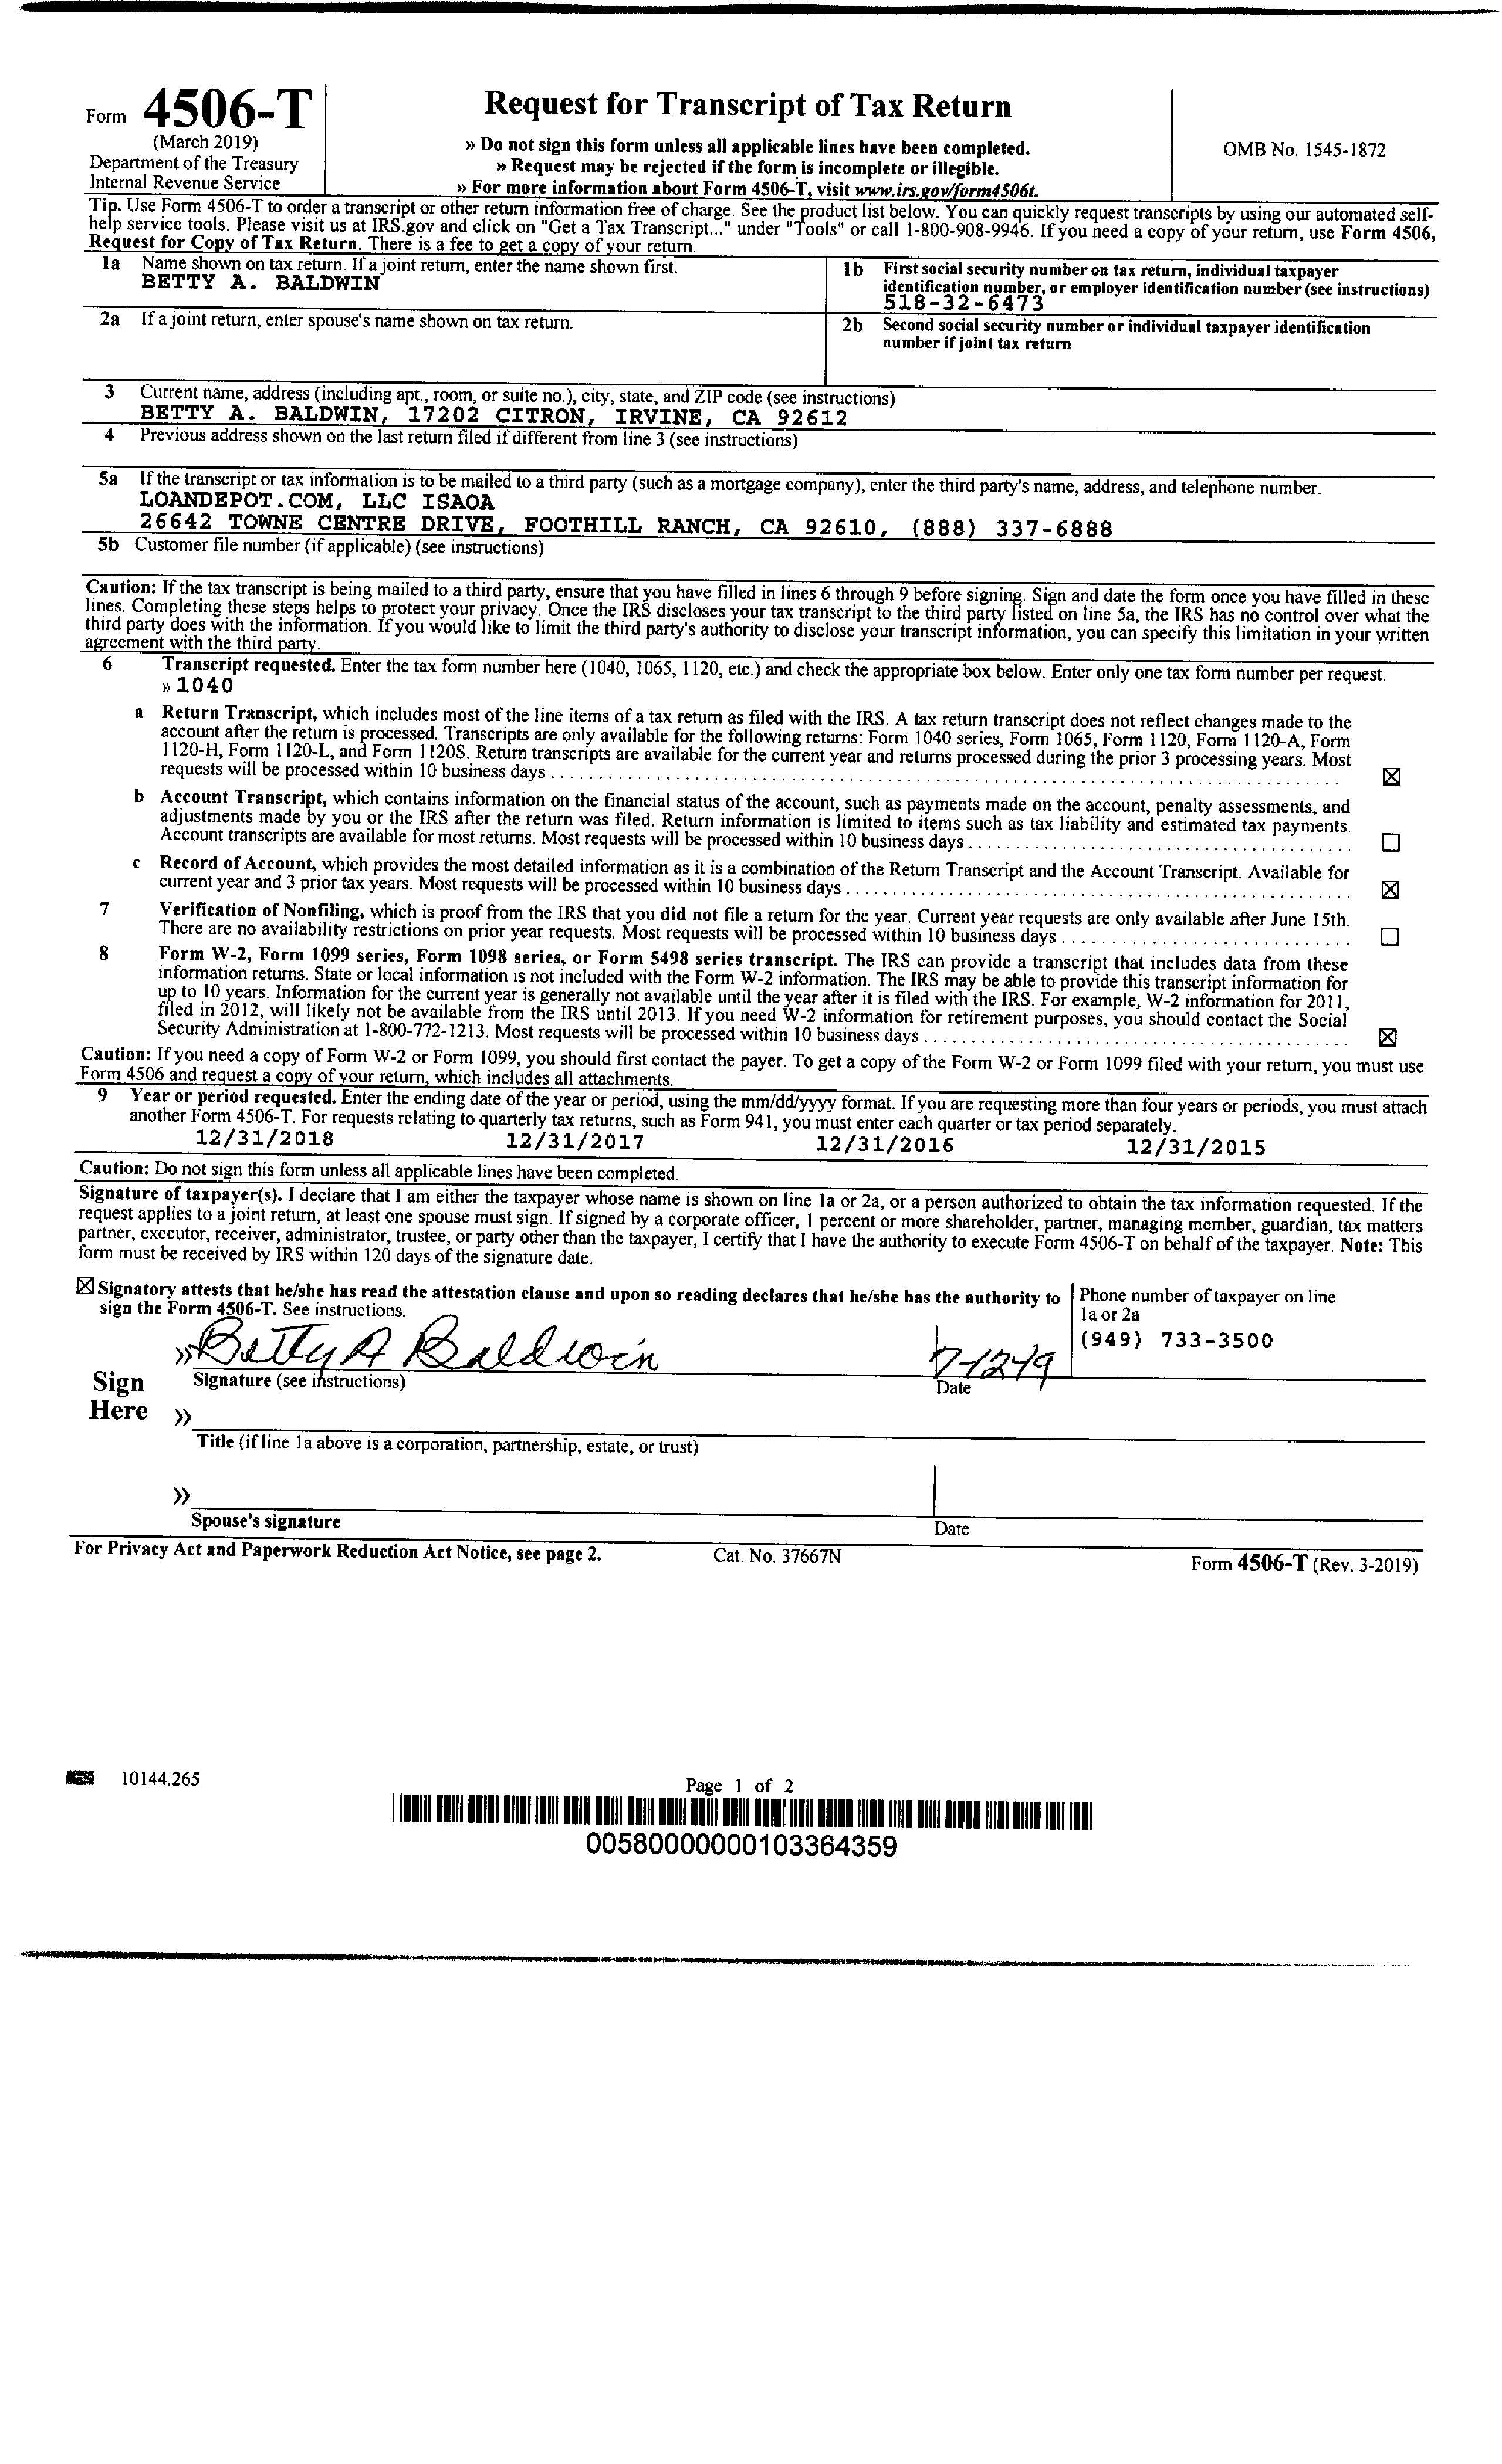 Form 4506-T
(March 2019)
Department of the Treasury
Internal Revenue Service
Request for Transcript of Tax Return
» Do not sign this form unless all applicable lines have been completed.
» Request may be rejected if the form is incomplete or illegible.
» For more information about Form 4506-T, visit www.irs.gov/form4506t.
OMB No. 1545-1872
Tip. Use Form 4506-T to order a transcript or other return information free of charge. See the product list below. You can quickly request transcripts by using our automated self-
help service tools. Please visit us at IRS.gov and click on "Get a Tax Transcript..." under "Tools" or call 1-800-908-9946. If you need a copy of your return, use Form 4506,
Request for Copy of Tax Return. There is a fee to get a copy of your return.
1a Name shown on tax return. If a joint return, enter the name shown first.
BETTY A. BALDWIN
1b First social security number on tax return, individual taxpayer
identification number, or employer identification number (see instructions)
518-32-6473
2a If a joint return, enter spouse's name shown on tax return.
2b Second social security number or individual taxpayer identification
number if joint tax return
3 Current name, address (including apt., room, or suite no.), city, state, and ZIP code (see instructions)
BETTY A. BALDWIN, 17202 CITRON, IRVINE, CA 92612
4 Previous address shown on the last return filed if different from line 3 (see instructions)
5a If the transcript or tax information is to be mailed to a third party (such as a mortgage company), enter the third party's name, address, and telephone number.
LOANDEPOT.COM, LLC ISAOA
26642 TOWNE CENTRE DRIVE, FOOTHILL RANCH, CA 92610, (888) 337-6888
5b Customer file number (if applicable) (see instructions)
Caution: If the tax transcript is being mailed to a third party, ensure that you have filled in lines 6 through 9 before signing. Sign and date the form once you have filled in these
lines. Completing these steps helps to protect your privacy. Once the IRS discloses your tax transcript to the third party listed on line 5a, the IRS has no control over what the
third party does with the information. If you would like to limit the third party's authority to disclose your transcript information, you can specify this limitation in your written
agreement with the third party.
6 Transcript requested. Enter the tax form number here (1040, 1065, 1120, etc.) and check the appropriate box below. Enter only one tax form number per request.
» 1040
a Return Transcript, which includes most of the line items of a tax return as filed with the IRS. A tax return transcript does not reflect changes made to the
account after the return is processed. Transcripts are only available for the following returns: Form 1040 series, Form 1065, Form 1120, Form 1120-A, Form
1120-H, Form 1120-L, and Form 1120S. Return transcripts are available for the current year and returns processed during the prior 3 processing years. Most
requests will be processed within 10 business days ☒
b Account Transcript, which contains information on the financial status of the account, such as payments made on the account, penalty assessments, and
adjustments made by you or the IRS after the return was filed. Return information is limited to items such as tax liability and estimated tax payments.
Account transcripts are available for most returns. Most requests will be processed within 10 business days ☐
c Record of Account, which provides the most detailed information as it is a combination of the Return Transcript and the Account Transcript. Available for
current year and 3 prior tax years. Most requests will be processed within 10 business days ☒
7 Verification of Nonfiling, which is proof from the IRS that you did not file a return for the year. Current year requests are only available after June 15th.
There are no availability restrictions on prior year requests. Most requests will be processed within 10 business days ☐
8 Form W-2, Form 1099 series, Form 1098 series, or Form 5498 series transcript. The IRS can provide a transcript that includes data from these
information returns. State or local information is not included with the Form W-2 information. The IRS may be able to provide this transcript information for
up to 10 years. Information for the current year is generally not available until the year after it is filed with the IRS. For example, W-2 information for 2011,
filed in 2012, will likely not be available from the IRS until 2013. If you need W-2 information for retirement purposes, you should contact the Social
Security Administration at 1-800-772-1213. Most requests will be processed within 10 business days ☒
Caution: If you need a copy of Form W-2 or Form 1099, you should first contact the payer. To get a copy of the Form W-2 or Form 1099 filed with your return, you must use
Form 4506 and request a copy of your return, which includes all attachments.
9 Year or period requested. Enter the ending date of the year or period, using the mm/dd/yyyy format. If you are requesting more than four years or periods, you must attach
another Form 4506-T. For requests relating to quarterly tax returns, such as Form 941, you must enter each quarter or tax period separately.
12/31/2018 12/31/2017 12/31/2016 12/31/2015
Caution: Do not sign this form unless all applicable lines have been completed.
Signature of taxpayer(s). I declare that I am either the taxpayer whose name is shown on line 1a or 2a, or a person authorized to obtain the tax information requested. If the
request applies to a joint return, at least one spouse must sign. If signed by a corporate officer, 1 percent or more shareholder, partner, managing member, guardian, tax matters
partner, executor, receiver, administrator, trustee, or party other than the taxpayer, I certify that I have the authority to execute Form 4506-T on behalf of the taxpayer. Note: This
form must be received by IRS within 120 days of the signature date.
☒ Signatory attests that he/she has read the attestation clause and upon so reading declares that he/she has the authority to
sign the Form 4506-T. See instructions.
Phone number of taxpayer on line
1a or 2a
(949) 733-3500
Sign
Here
» Betty A Baldwin
Signature (see instructions)
Date
»
Title (if line 1a above is a corporation, partnership, estate, or trust)
»
Spouse's signature
Date
For Privacy Act and Paperwork Reduction Act Notice, see page 2. Cat. No. 37667N Form 4506-T (Rev. 3-2019)
10144.265
Page 1 of 2
00580000000103364359